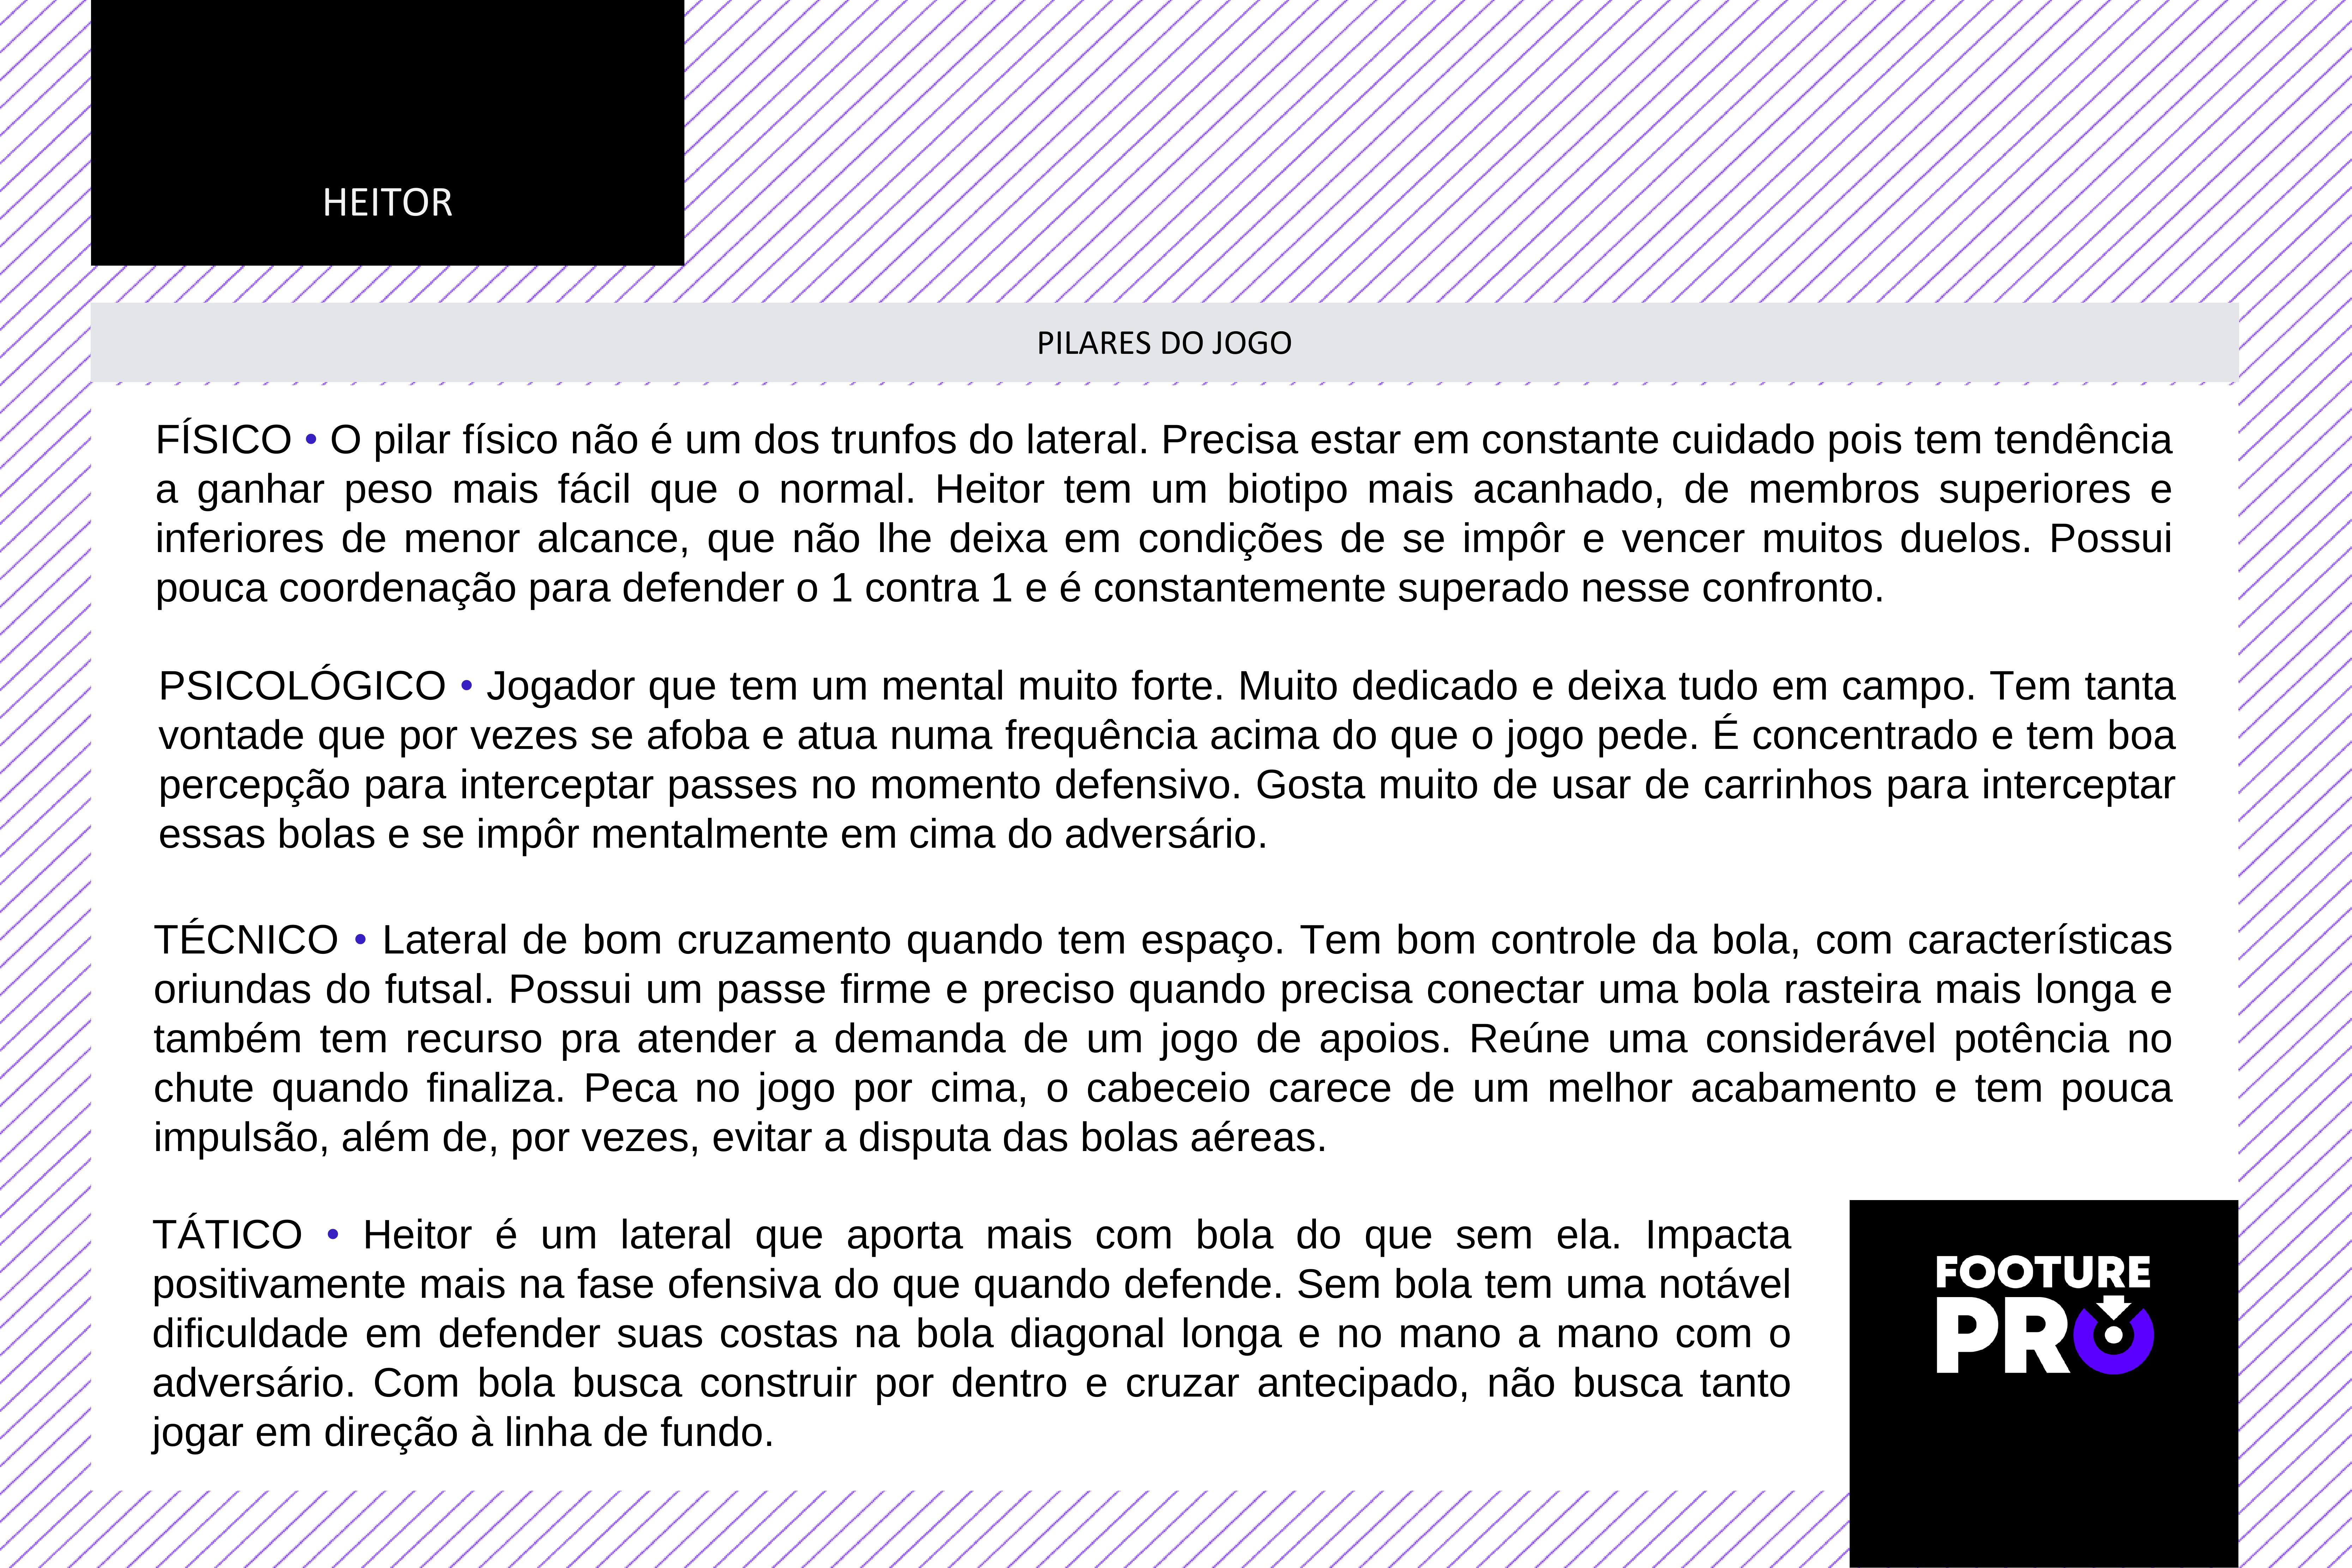 HEITOR
PILARES DO JOGO
FÍSICO • O pilar físico não é um dos trunfos do lateral. Precisa estar em constante cuidado pois tem tendência
a ganhar peso mais fácil que o normal. Heitor tem um biotipo mais acanhado, de membros superiores e
inferiores de menor alcance, que não lhe deixa em condições de se impôr e vencer muitos duelos. Possui
pouca coordenação para defender o 1 contra 1 e é constantemente superado nesse confronto.
PSICOLÓGICO • Jogador que tem um mental muito forte. Muito dedicado e deixa tudo em campo. Tem tanta
vontade que por vezes se afoba e atua numa frequência acima do que o jogo pede. É concentrado e tem boa
percepção para interceptar passes no momento defensivo. Gosta muito de usar de carrinhos para interceptar
essas bolas e se impôr mentalmente em cima do adversário.
TÉCNICO • Lateral de bom cruzamento quando tem espaço. Tem bom controle da bola, com características
oriundas do futsal. Possui um passe firme e preciso quando precisa conectar uma bola rasteira mais longa e
também tem recurso pra atender a demanda de um jogo de apoios. Reúne uma considerável potência no
chute quando finaliza. Peca no jogo por cima, o cabeceio carece de um melhor acabamento e tem pouca
impulsão, além de, por vezes, evitar a disputa das bolas aéreas.
TÁTICO • Heitor é um lateral que aporta mais com bola do que sem ela. Impacta
positivamente mais na fase ofensiva do que quando defende. Sem bola tem uma notável
dificuldade em defender suas costas na bola diagonal longa e no mano a mano com o
adversário. Com bola busca construir por dentro e cruzar antecipado, não busca tanto
jogar em direção à linha de fundo.
FOOTURE
PRO